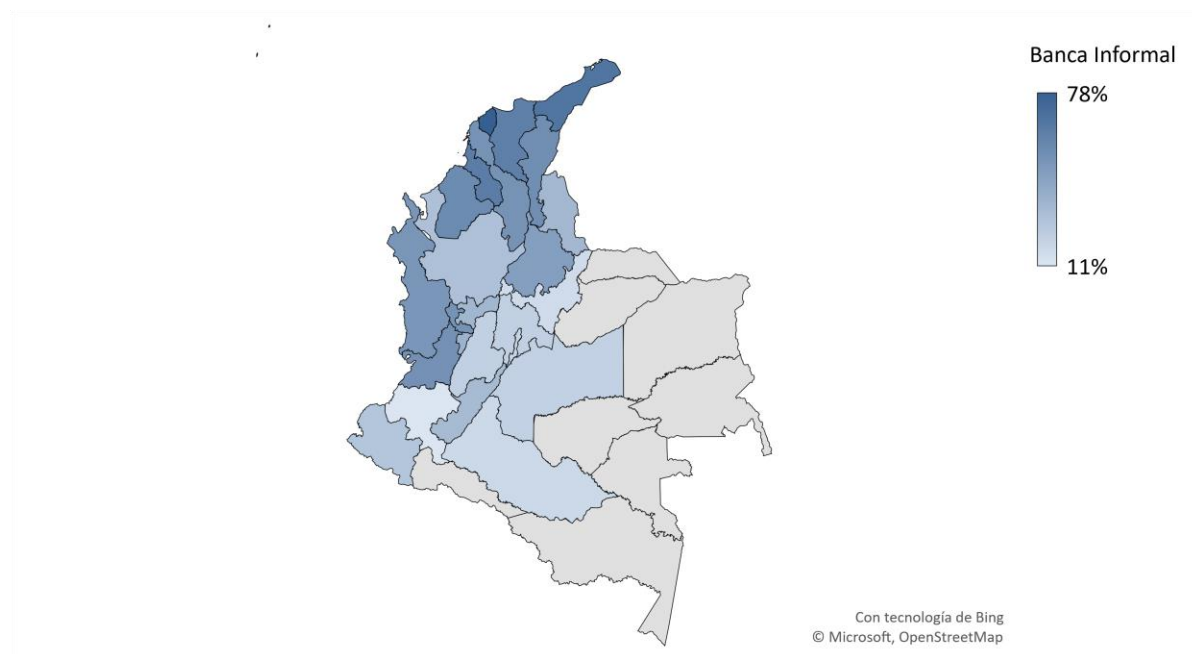 Banca Informal
78%
11%
Con tecnología de Bing
© Microsoft, OpenStreetMap